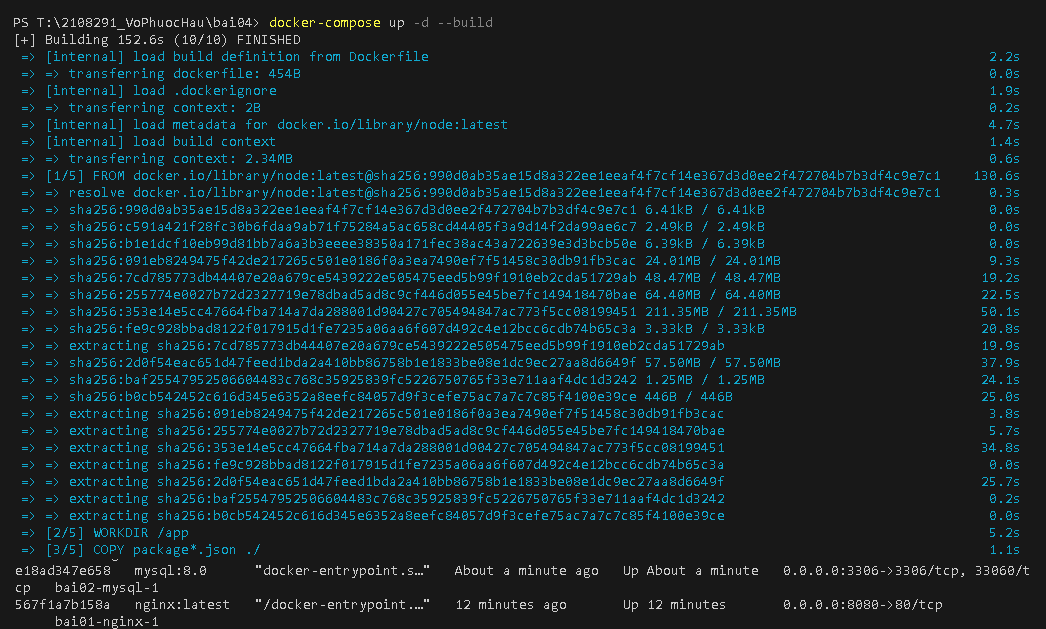 PS T:\2108291_VoPhuocHau\bai04> docker-compose up -d --build
[+] Building 152.6s (10/10) FINISHED
=> [internal] load build definition from Dockerfile 2.2s
=> => transferring dockerfile: 454B 0.0s
=> [internal] load .dockerignore 1.9s
=> => transferring context: 2B 0.2s
=> [internal] load metadata for docker.io/library/node:latest 4.7s
=> [internal] load build context 1.4s
=> => transferring context: 2.34MB 0.6s
=> [1/5] FROM docker.io/library/node:latest@sha256:990d0ab35ae15d8a322ee1eeaf4f7cf14e367d3d0ee2f472704b7b3df4c9e7c1 130.6s
=> => resolve docker.io/library/node:latest@sha256:990d0ab35ae15d8a322ee1eeaf4f7cf14e367d3d0ee2f472704b7b3df4c9e7c1 0.3s
=> => sha256:990d0ab35ae15d8a322ee1eeaf4f7cf14e367d3d0ee2f472704b7b3df4c9e7c1 6.41kB / 6.41kB 0.0s
=> => sha256:c591a421f28fc30b6fdaa9ab71f75284a5ac658cd44405f3a9d14f2da99ae6c7 2.49kB / 2.49kB 0.0s
=> => sha256:b1e1dcf10eb99d81bb7a6a3b3eeee38350a171fec38ac43a722639e3d3bcb50e 6.39kB / 6.39kB 0.0s
=> => sha256:091eb8249475f42de217265c501e0186f0a3ea7490ef7f51458c30db91fb3cac 24.01MB / 24.01MB 9.3s
=> => sha256:7cd785773db44407e20a679ce5439222e505475eed5b99f1910eb2cda51729ab 48.47MB / 48.47MB 19.2s
=> => sha256:255774e0027b72d2327719e78dbad5ad8c9cf446d055e45be7fc149418470bae 64.40MB / 64.40MB 22.5s
=> => sha256:353e14e5cc47664fba714a7da288001d90427c705494847ac773f5cc08199451 211.35MB / 211.35MB 50.1s
=> => sha256:fe9c928bbad8122f017915d1fe7235a06aa6f607d492c4e12bcc6cdb74b65c3a 3.33kB / 3.33kB 20.8s
=> => extracting sha256:7cd785773db44407e20a679ce5439222e505475eed5b99f1910eb2cda51729ab 19.9s
=> => sha256:2d0f54eac651d47feed1bda2a410bb86758b1e1833be08e1dc9ec27aa8d6649f 57.50MB / 57.50MB 37.9s
=> => sha256:baf25547952506604483c768c35925839fc5226750765f33e711aaf4dc1d3242 1.25MB / 1.25MB 24.1s
=> => sha256:b0cb542452c616d345e6352a8eefc84057d9f3cefe75ac7a7c7c85f4100e39ce 446B / 446B 25.0s
=> => extracting sha256:091eb8249475f42de217265c501e0186f0a3ea7490ef7f51458c30db91fb3cac 3.8s
=> => extracting sha256:255774e0027b72d2327719e78dbad5ad8c9cf446d055e45be7fc149418470bae 5.7s
=> => extracting sha256:353e14e5cc47664fba714a7da288001d90427c705494847ac773f5cc08199451 34.8s
=> => extracting sha256:fe9c928bbad8122f017915d1fe7235a06aa6f607d492c4e12bcc6cdb74b65c3a 0.0s
=> => extracting sha256:2d0f54eac651d47feed1bda2a410bb86758b1e1833be08e1dc9ec27aa8d6649f 25.7s
=> => extracting sha256:baf25547952506604483c768c35925839fc5226750765f33e711aaf4dc1d3242 0.2s
=> => extracting sha256:b0cb542452c616d345e6352a8eefc84057d9f3cefe75ac7a7c7c85f4100e39ce 0.0s
=> [2/5] WORKDIR /app 5.2s
=> [3/5] COPY package*.json ./ 1.1s
e18ad347e658 mysql:8.0 "docker-entrypoint.s…" About a minute ago Up About a minute 0.0.0.0:3306->3306/tcp, 33060/t
cp bai02-mysql-1
567f1a7b158a nginx:latest "/docker-entrypoint.…" 12 minutes ago Up 12 minutes 0.0.0.0:8080->80/tcp
bai01-nginx-1